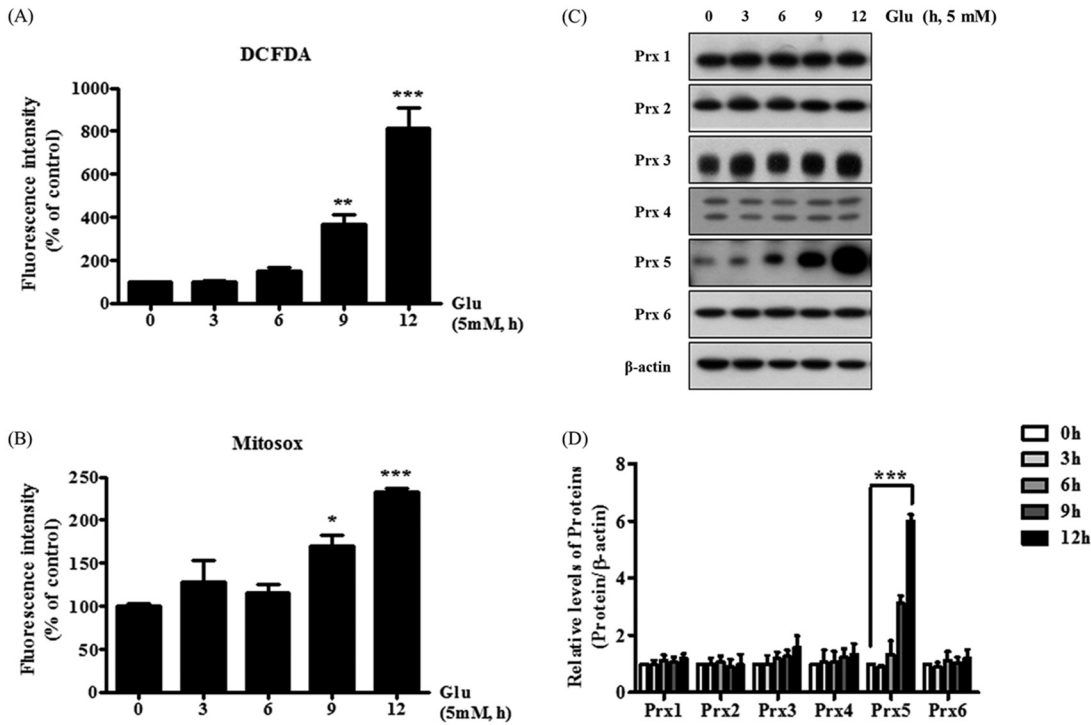 (A)
DCFDA
Fluorescence intensity
(% of control)
1000
800
600
400
200
0
**
***
0 3 6 9 12
Glu
(5mM, h)
(B)
Mitosox
Fluorescence intensity
(% of control)
250
200
150
100
50
0
*
***
0 3 6 9 12
Glu
(5mM, h)
(C)
0 3 6 9 12 Glu (h, 5 mM)
Prx 1
Prx 2
Prx 3
Prx 4
Prx 5
Prx 6
β-actin
(D)
Relative levels of Proteins
(Protein/β-actin)
8
6
4
2
0
***
Prx1 Prx2 Prx3 Prx4 Prx5 Prx6
0h
3h
6h
9h
12h